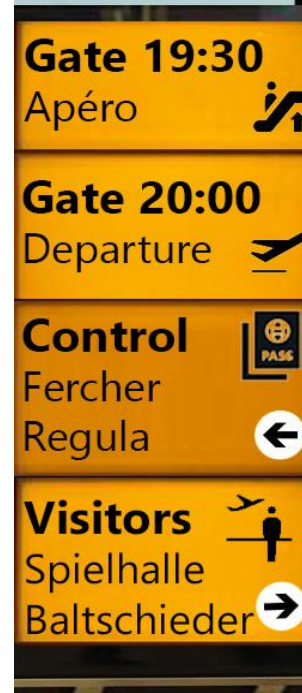 Gate 19:30
Apéro
Gate 20:00
Departure
Control
PASS
Fercher
Regula
Visitors
Spielhalle
Baltschieder